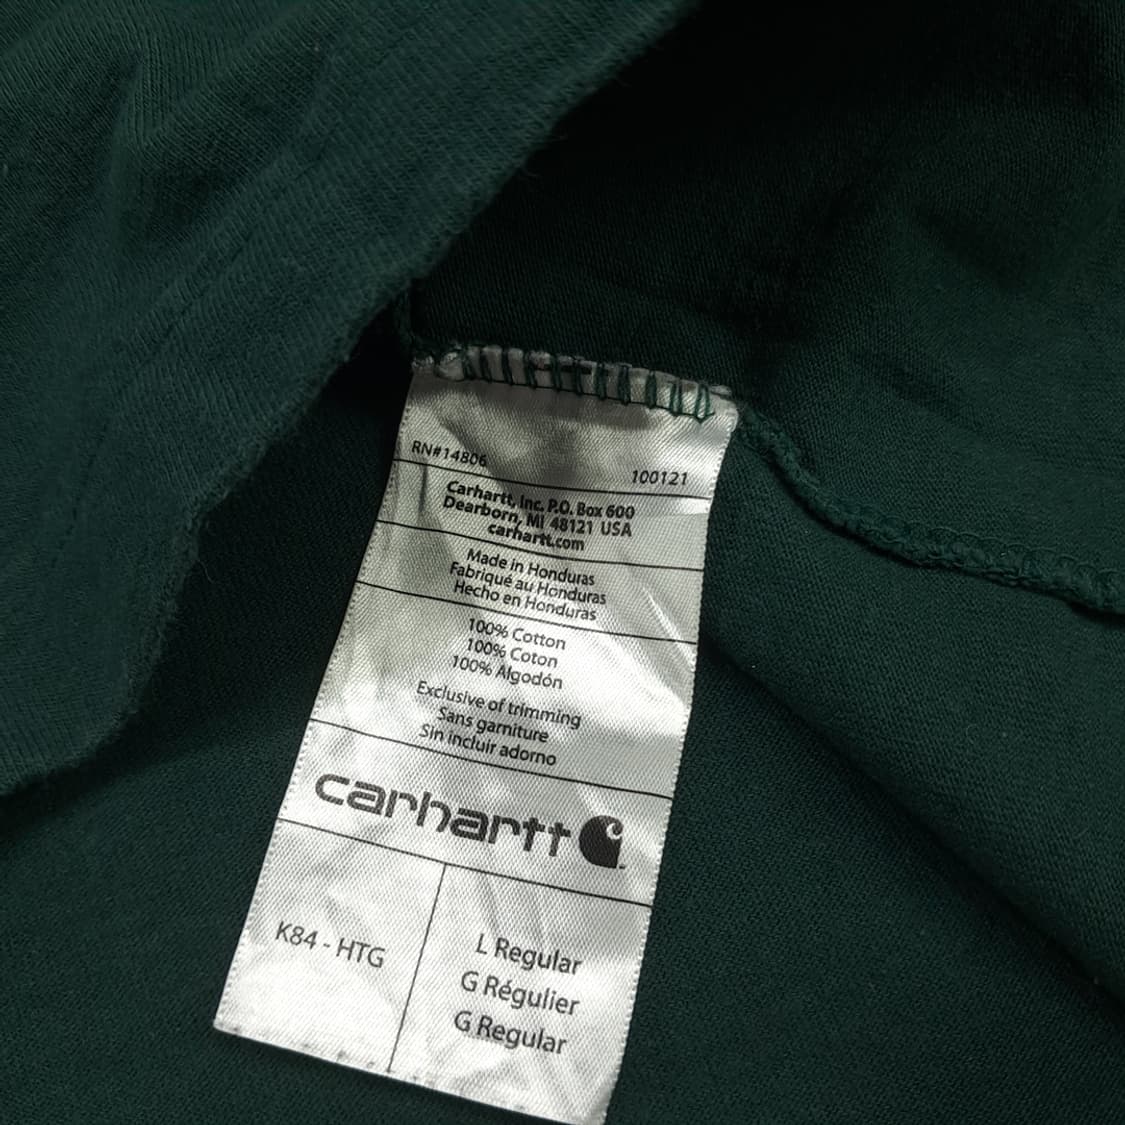 RN#14806
100121
Carhartt, Inc. P.O. Box 600
Dearborn, MI 48121 USA
carhartt.com
Made in Honduras
Fabriqué au Honduras
Hecho en Honduras
100% Cotton
100% Coton
100% Algodón
Exclusive of trimming
Sans garniture
Sin incluir adorno
carhartt
K84 - HTG
L Regular
G Régulier
G Regular